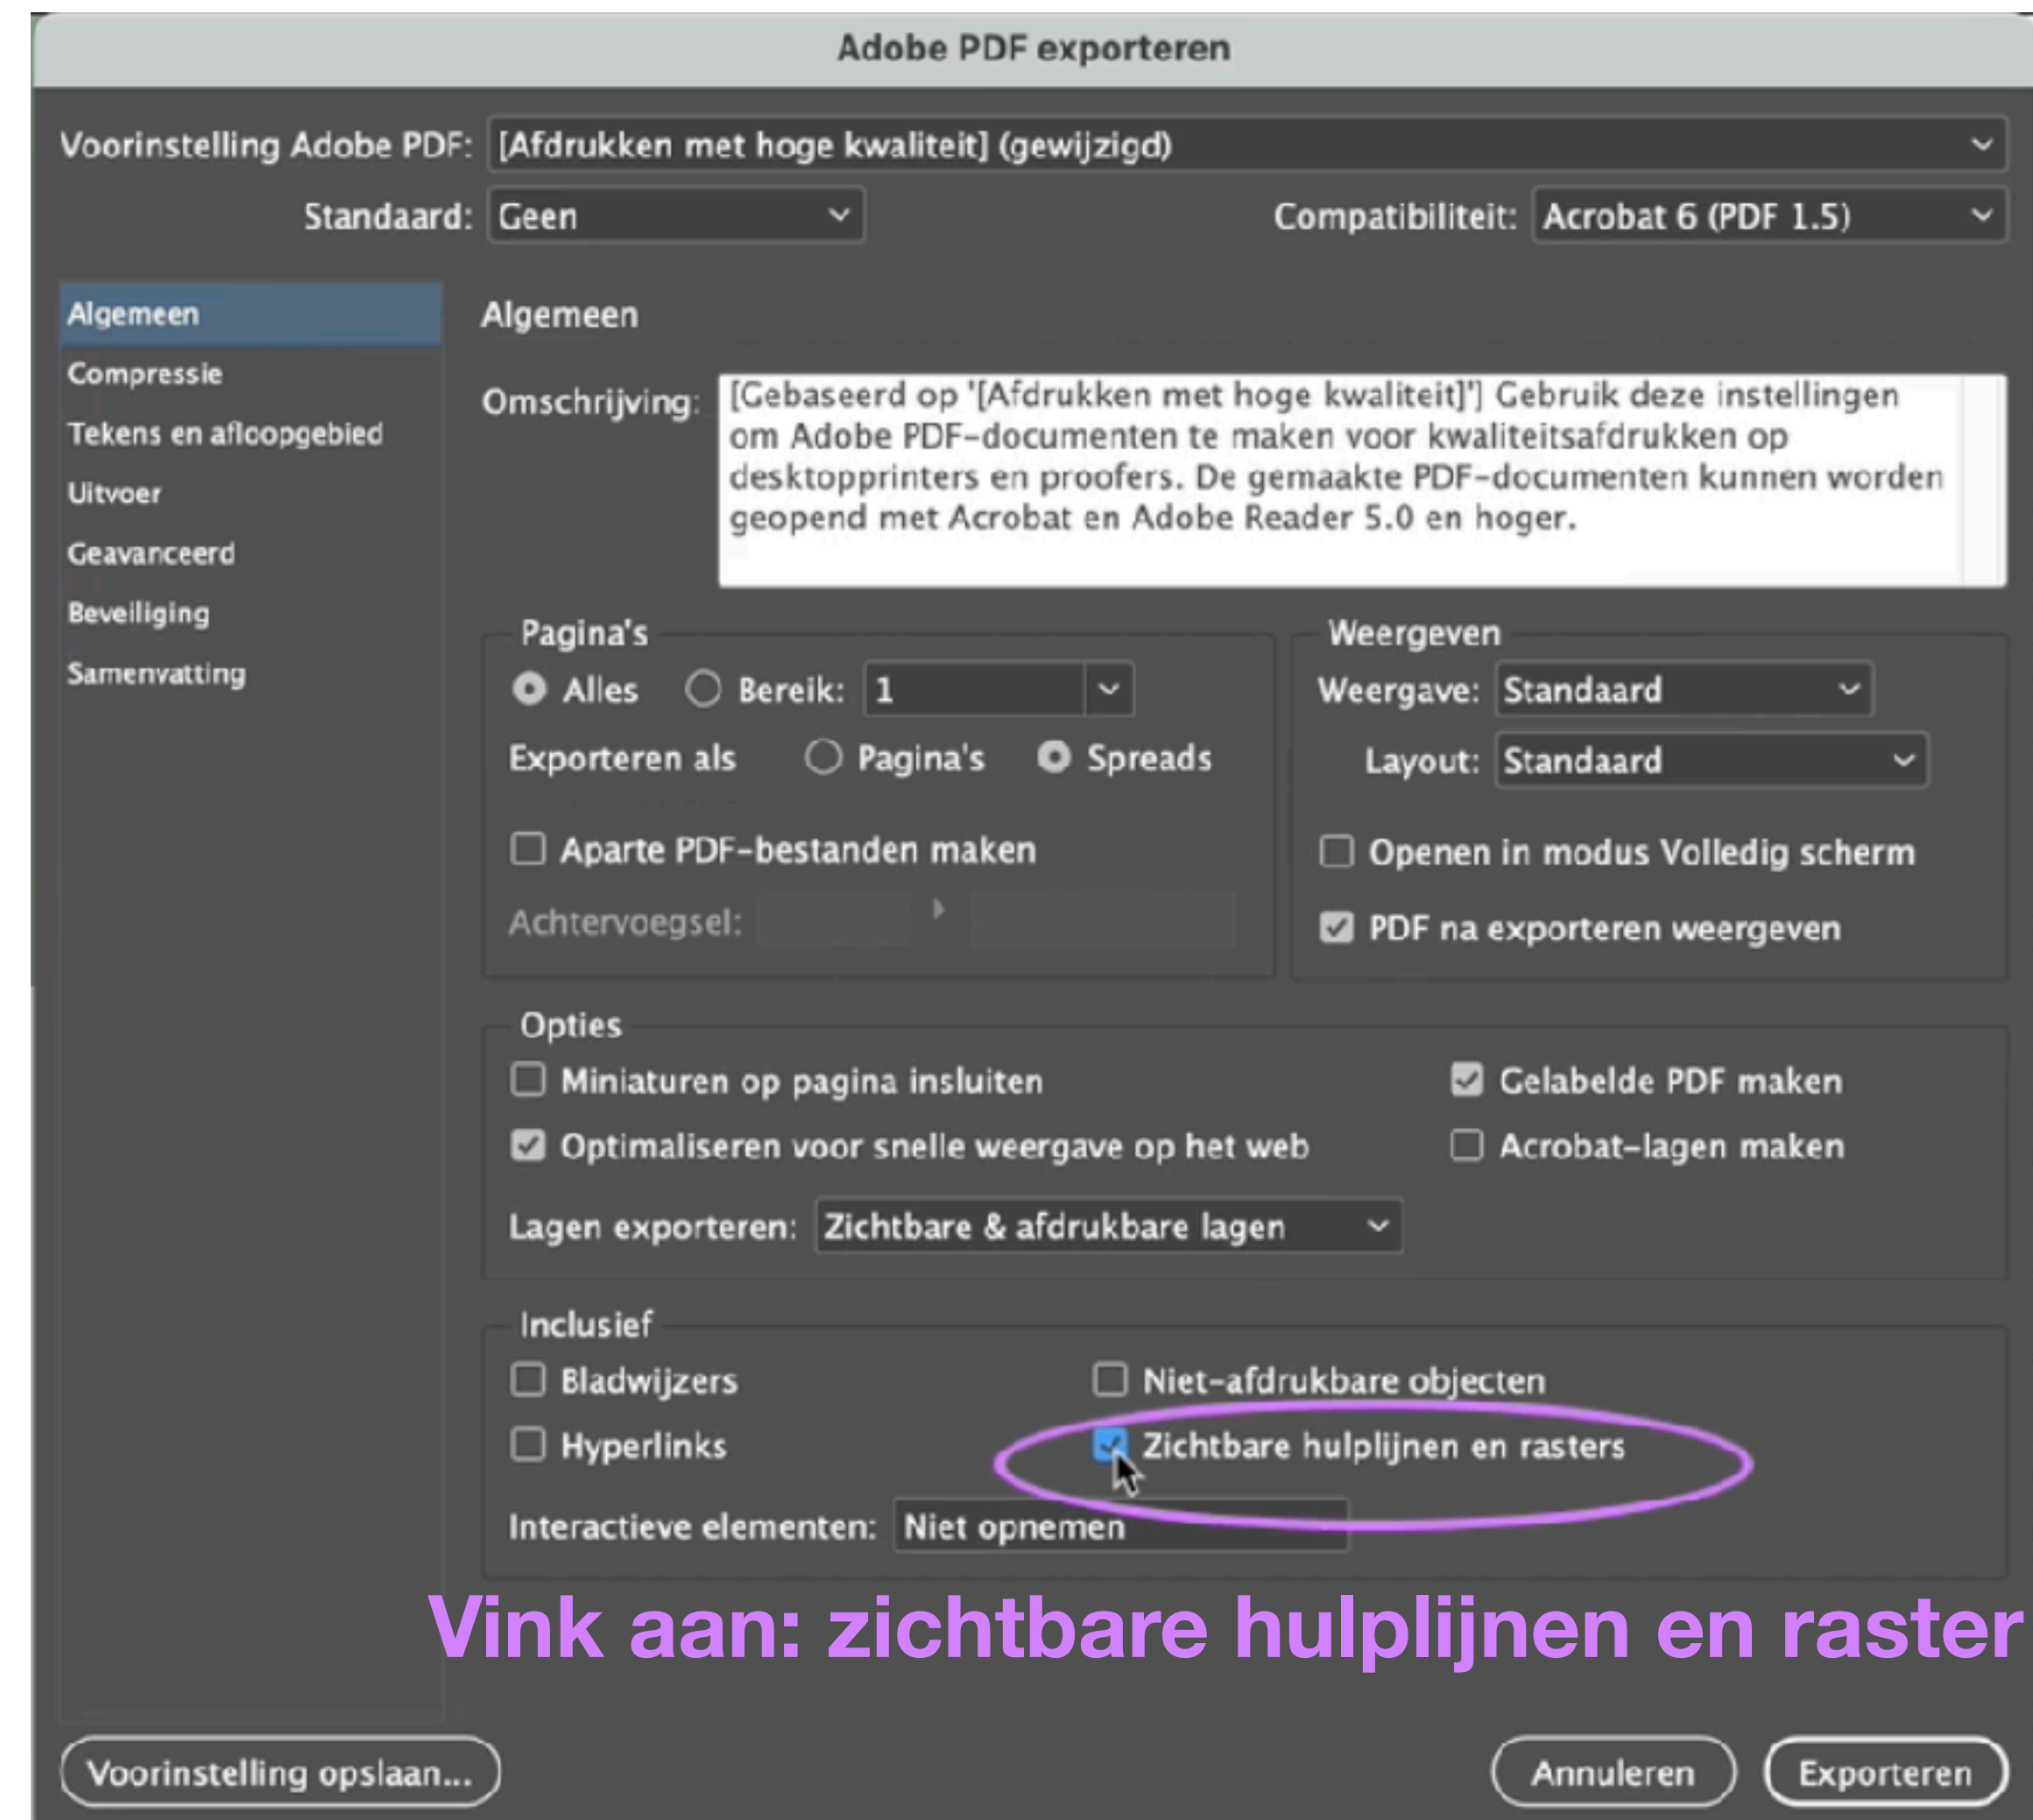 Adobe PDF exporteren
Voorinstelling Adobe PDF: [Afdrukken met hoge kwaliteit] (gewijzigd)
Standaard: Geen Compatibiliteit: Acrobat 6 (PDF 1.5)
Algemeen
Compressie
Tekens en afloopgebied
Uitvoer
Geavanceerd
Beveiliging
Samenvatting
Algemeen
Omschrijving: [Gebaseerd op '[Afdrukken met hoge kwaliteit]'] Gebruik deze instellingen
om Adobe PDF-documenten te maken voor kwaliteitsafdrukken op
desktopprinters en proofers. De gemaakte PDF-documenten kunnen worden
geopend met Acrobat en Adobe Reader 5.0 en hoger.
Pagina's
Alles Bereik: 1
Exporteren als Pagina's Spreads
Aparte PDF-bestanden maken
Achtervoegsel:
Weergeven
Weergave: Standaard
Layout: Standaard
Openen in modus Volledig scherm
PDF na exporteren weergeven
Opties
Miniaturen op pagina insluiten Gelabelde PDF maken
Optimaliseren voor snelle weergave op het web Acrobat-lagen maken
Lagen exporteren: Zichtbare & afdrukbare lagen
Inclusief
Bladwijzers Niet-afdrukbare objecten
Hyperlinks Zichtbare hulplijnen en rasters
Interactieve elementen: Niet opnemen
Vink aan: zichtbare hulplijnen en raster
Voorinstelling opslaan... Annuleren Exporteren